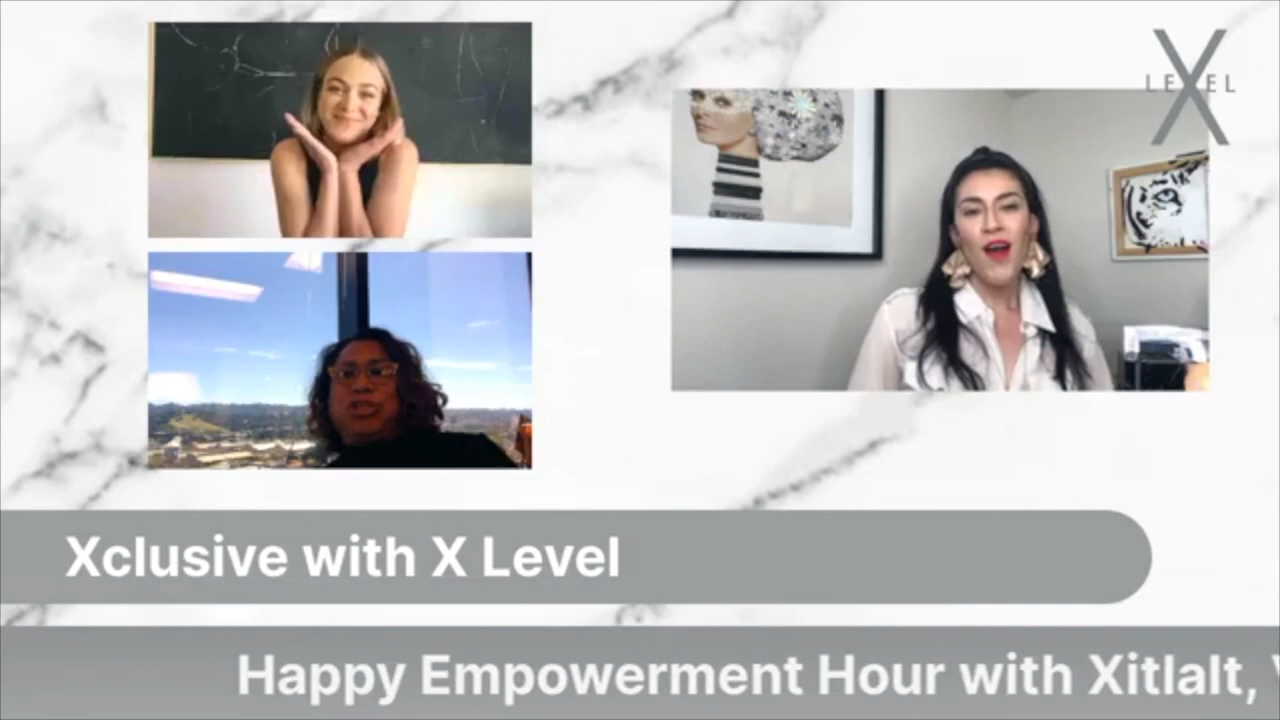 X
LEVEL
Xclusive with X Level
Happy Empowerment Hour with Xitlalt,